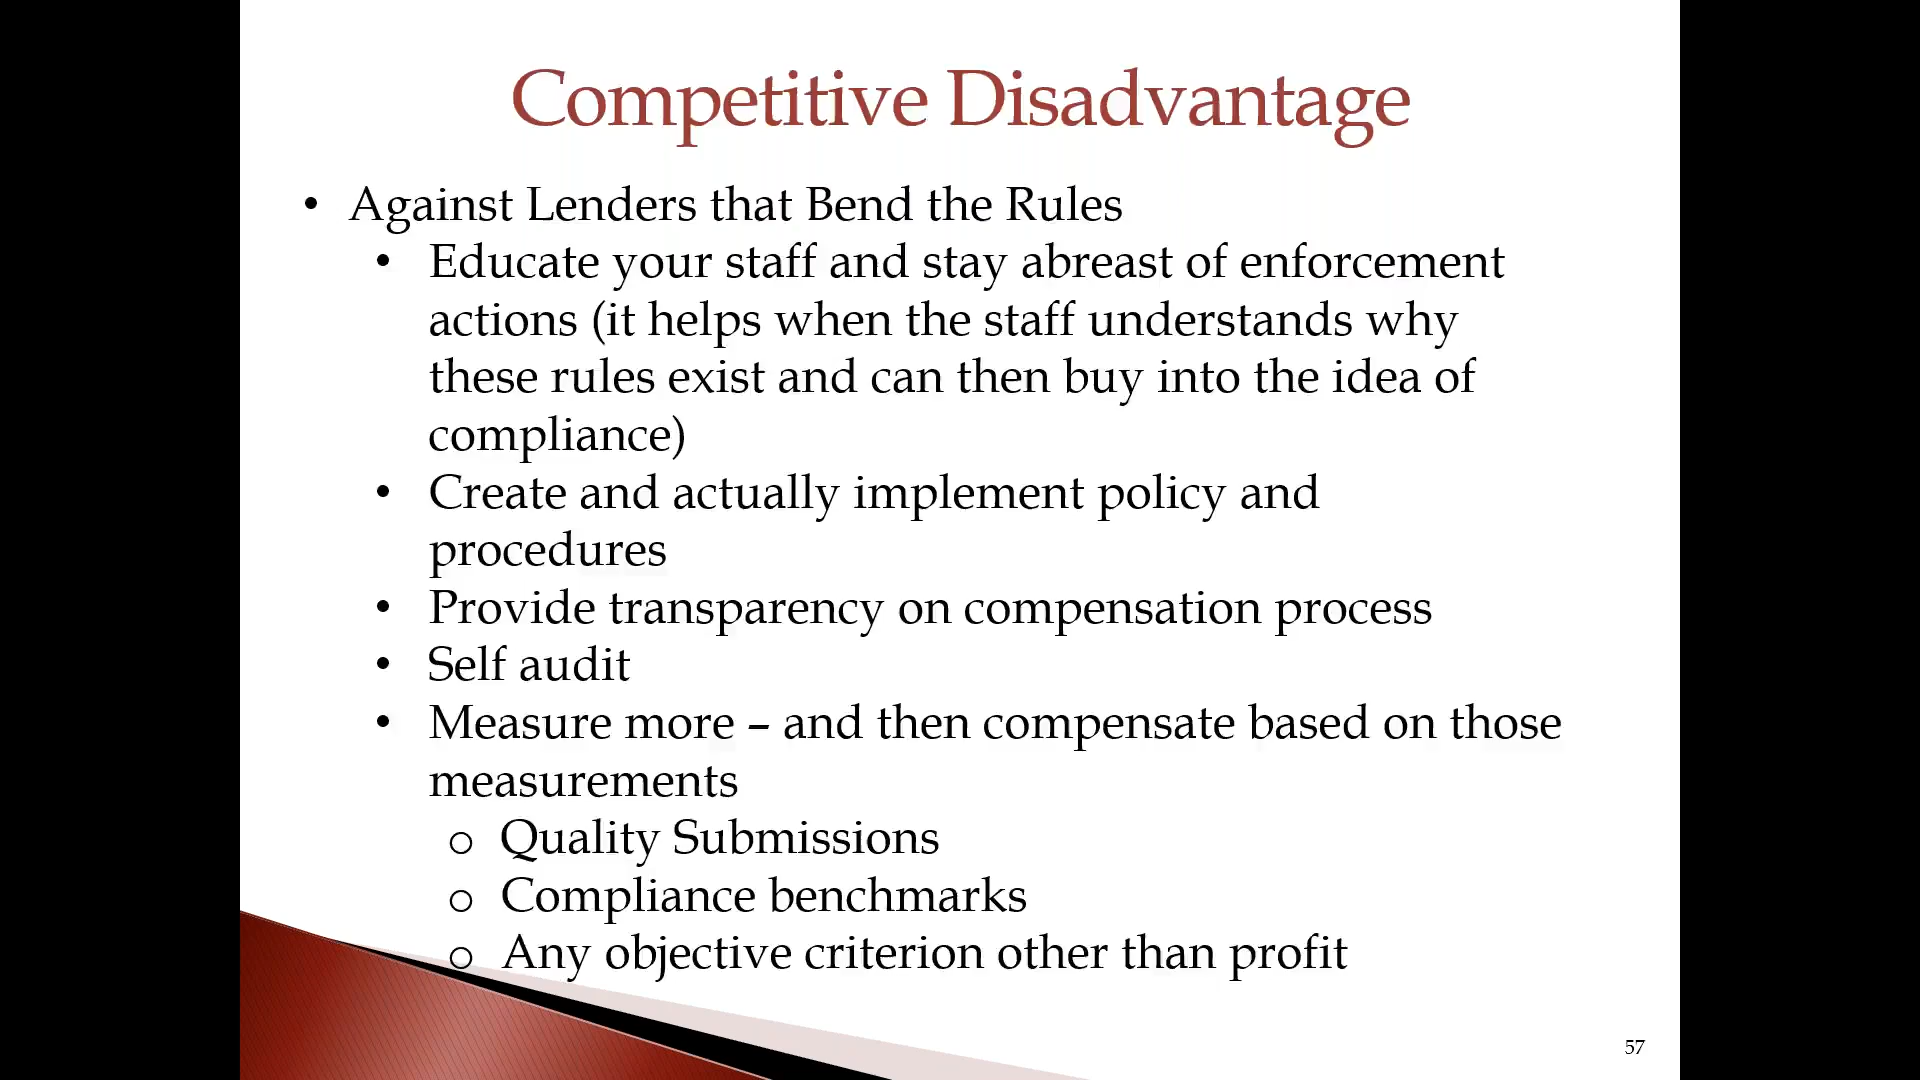 Competitive Disadvantage
• Against Lenders that Bend the Rules
• Educate your staff and stay abreast of enforcement
actions (it helps when the staff understands why
these rules exist and can then buy into the idea of
compliance)
• Create and actually implement policy and
procedures
• Provide transparency on compensation process
• Self audit
• Measure more – and then compensate based on those
measurements
o Quality Submissions
o Compliance benchmarks
o Any objective criterion other than profit
57